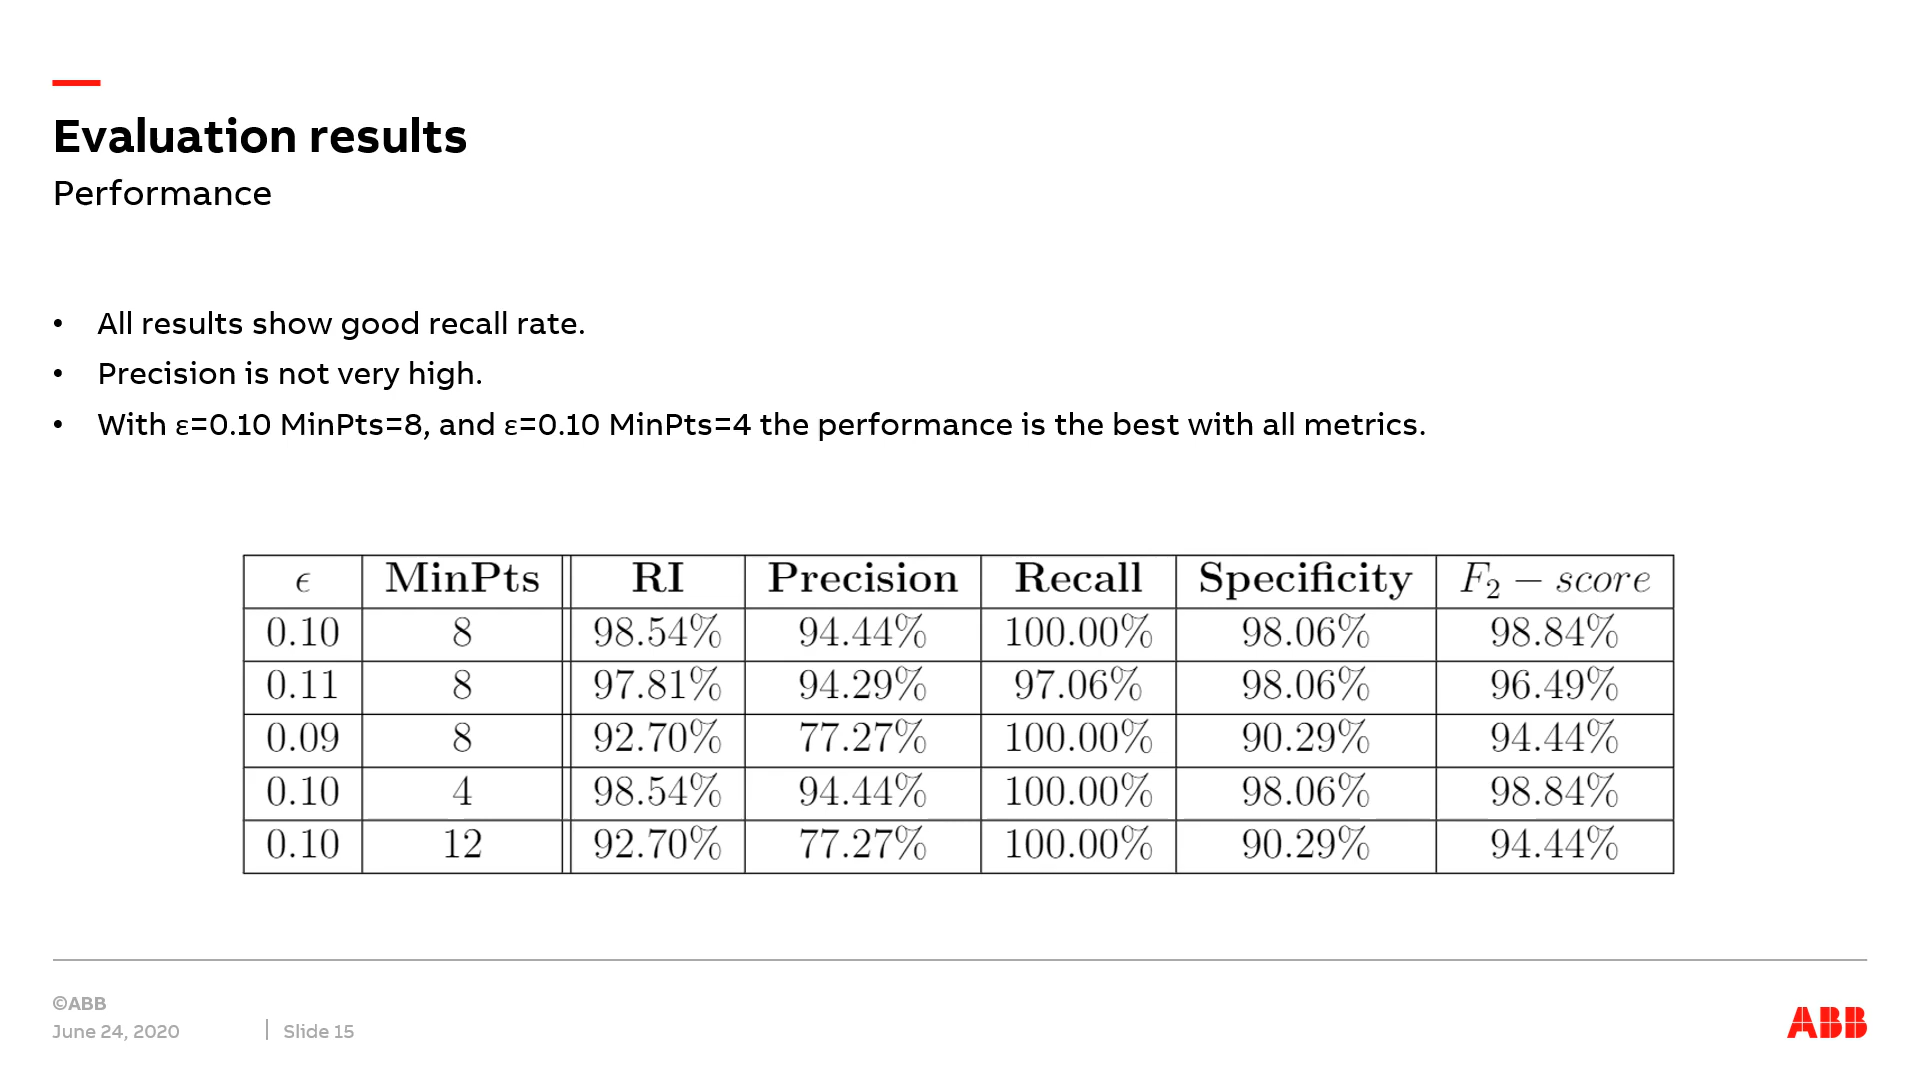 Evaluation results
Performance
• All results show good recall rate.
• Precision is not very high.
• With ε=0.10 MinPts=8, and ε=0.10 MinPts=4 the performance is the best with all metrics.
ϵ MinPts RI Precision Recall Specificity F₂ − score
0.10 8 98.54% 94.44% 100.00% 98.06% 98.84%
0.11 8 97.81% 94.29% 97.06% 98.06% 96.49%
0.09 8 92.70% 77.27% 100.00% 90.29% 94.44%
0.10 4 98.54% 94.44% 100.00% 98.06% 98.84%
0.10 12 92.70% 77.27% 100.00% 90.29% 94.44%
©ABB
June 24, 2020 Slide 15
ABB